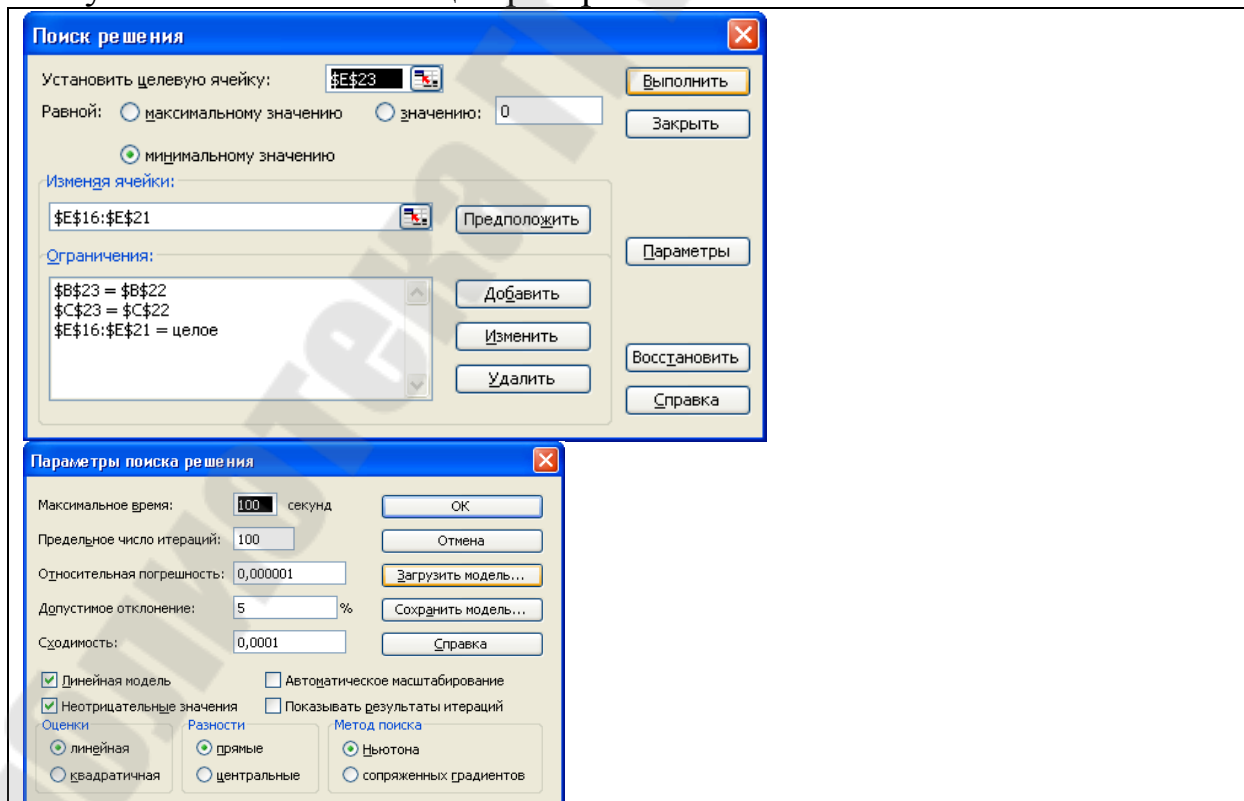 Поиск решения
Установить целевую ячейку: $E$23
Равной: максимальному значению значению: 0
минимальному значению
Изменяя ячейки:
$E$16:$E$21
Предположить
Ограничения:
$B$23 = $B$22
$C$23 = $C$22
$E$16:$E$21 = целое
Добавить
Изменить
Удалить
Выполнить
Закрыть
Параметры
Восстановить
Справка
Параметры поиска решения
Максимальное время: 100 секунд
Предельное число итераций: 100
Относительная погрешность: 0,000001
Допустимое отклонение: 5 %
Сходимость: 0,0001
OK
Отмена
Загрузить модель...
Сохранить модель...
Справка
Линейная модель Автоматическое масштабирование
Неотрицательные значения Показывать результаты итераций
Оценки Разности Метод поиска
линейная прямые Ньютона
квадратичная центральные сопряженных градиентов